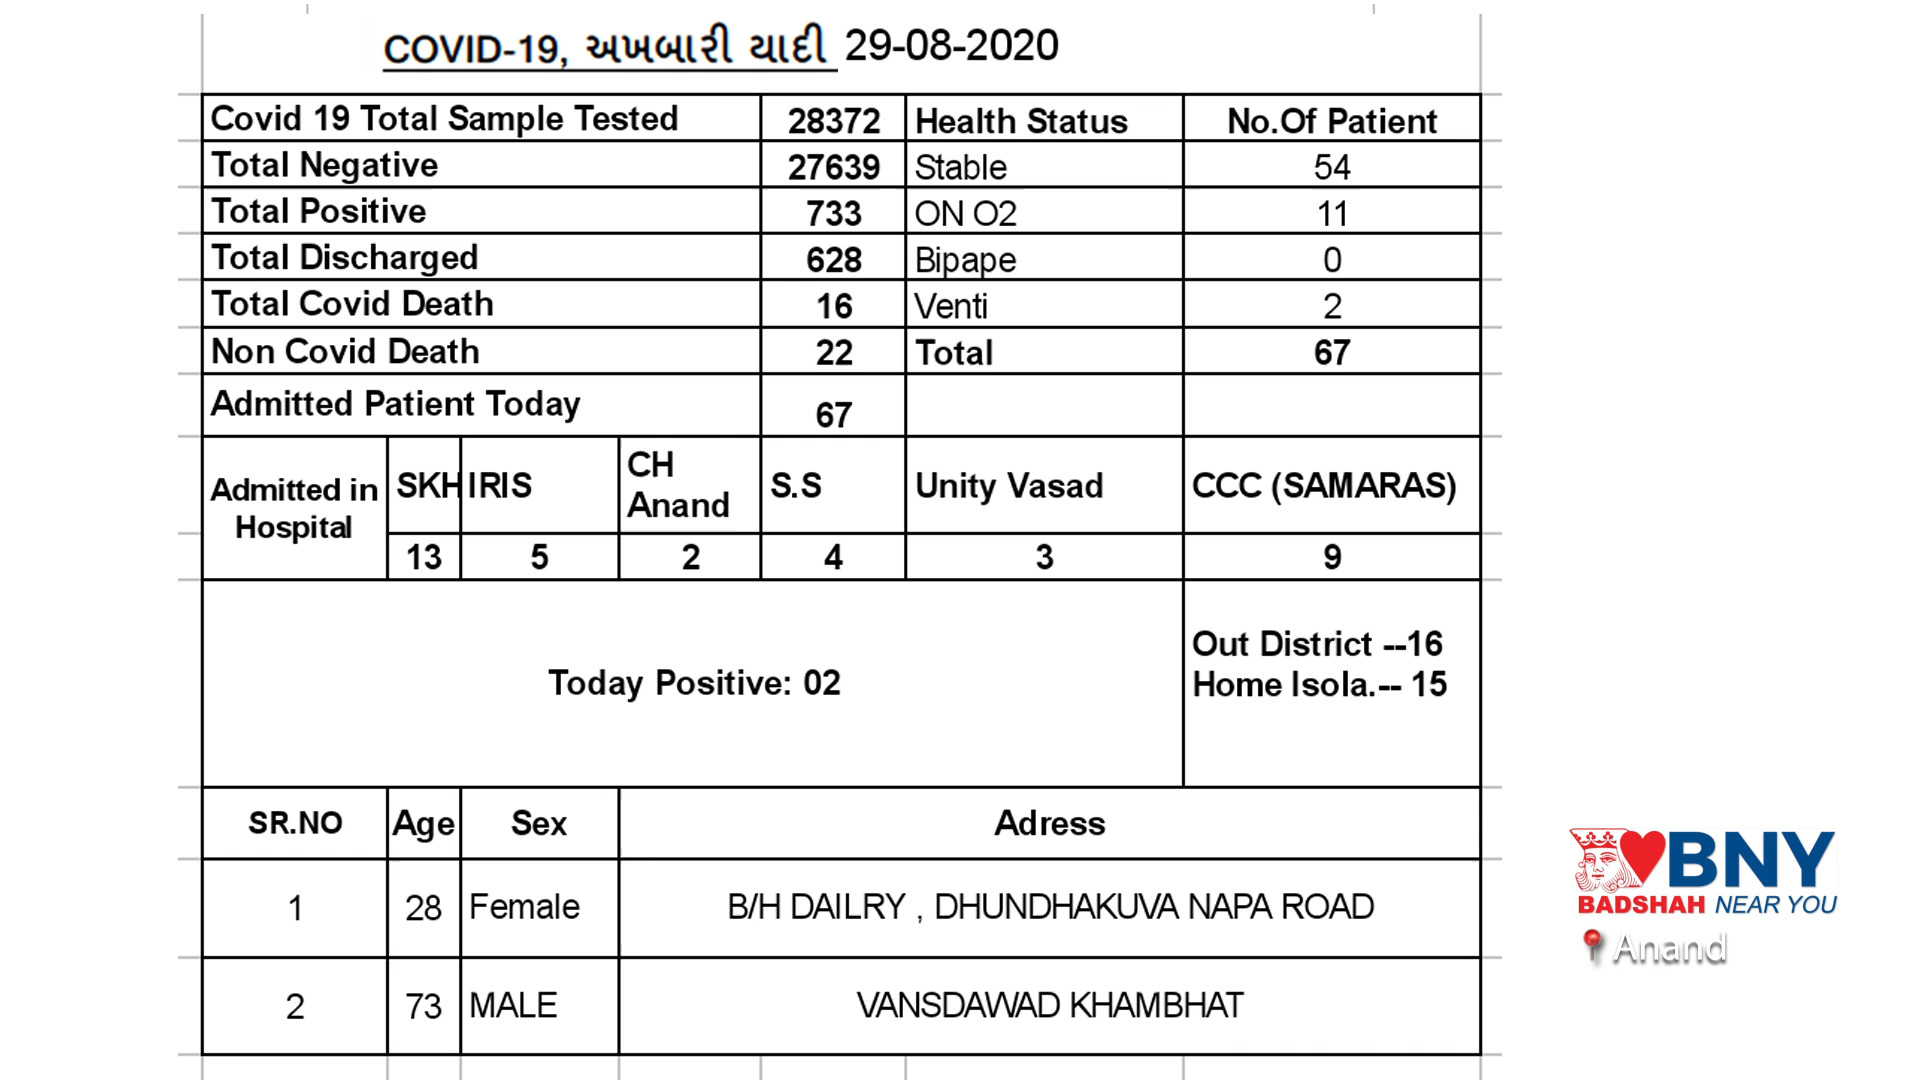 COVID-19, અખબારી યાદી 29-08-2020
Covid 19 Total Sample Tested 28372 Health Status No.Of Patient
Total Negative 27639 Stable 54
Total Positive 733 ON O2 11
Total Discharged 628 Bipape 0
Total Covid Death 16 Venti 2
Non Covid Death 22 Total 67
Admitted Patient Today 67
Admitted in Hospital SKH IRIS CH Anand S.S Unity Vasad CCC (SAMARAS)
13 5 2 4 3 9
Today Positive: 02
Out District --16
Home Isola.-- 15
SR.NO Age Sex Adress
1 28 Female B/H DAILRY , DHUNDHAKUVA NAPA ROAD
2 73 MALE VANSDAWAD KHAMBHAT
BNY
BADSHAH NEAR YOU
Anand